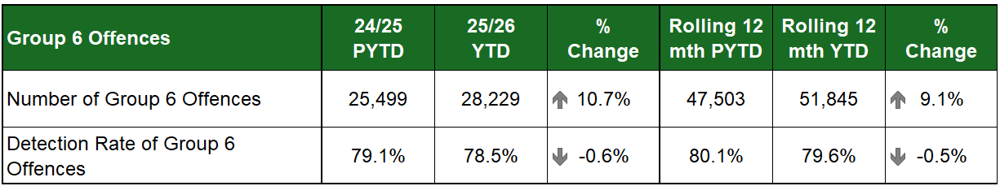 Group 6 Offences 24/25 PYTD 25/26 YTD % Change Rolling 12 mth PYTD Rolling 12 mth YTD % Change
Number of Group 6 Offences 25,499 28,229 10.7% 47,503 51,845 9.1%
Detection Rate of Group 6 Offences 79.1% 78.5% -0.6% 80.1% 79.6% -0.5%